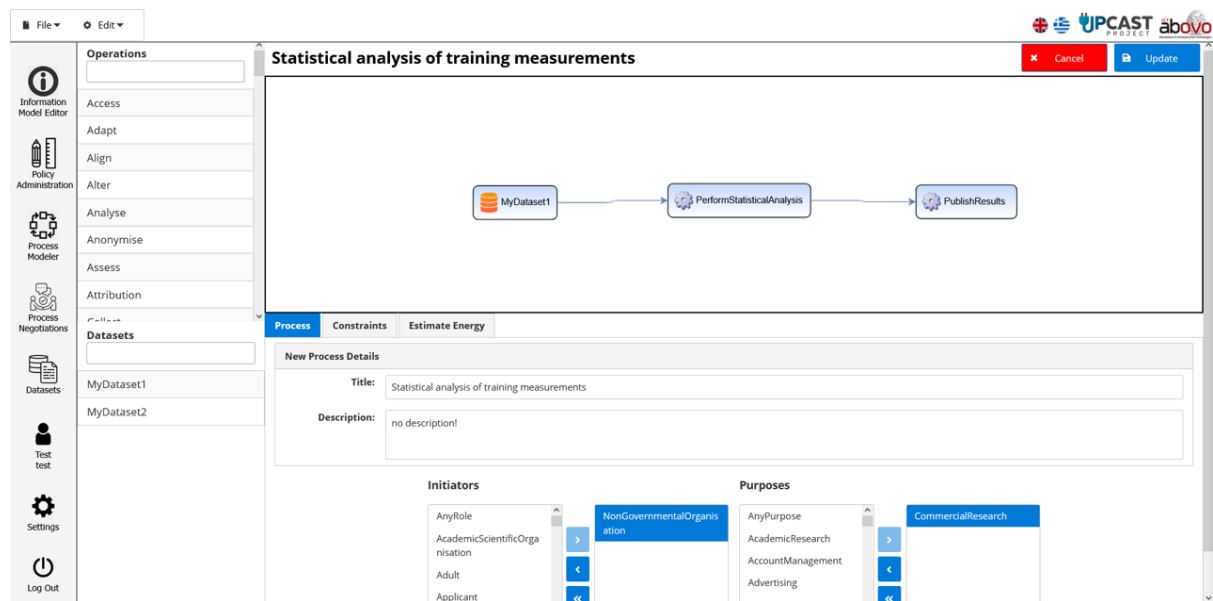 File Edit
UPCAST
PROJECT
abovo
Information
Model Editor
Policy
Administration
Process
Modeler
Process
Negotiations
Datasets
Test
test
Settings
Log Out
Operations
Access
Adapt
Align
Alter
Analyse
Anonymise
Assess
Attribution
Collect
Datasets
MyDataset1
MyDataset2
Statistical analysis of training measurements
Cancel Update
MyDataset1 PerformStatisticalAnalysis PublishResults
Process Constraints Estimate Energy
New Process Details
Title: Statistical analysis of training measurements
Description: no description!
Initiators
AnyRole
AcademicScientificOrga
nisation
Adult
Applicant
NonGovernmentalOrganis
ation
Purposes
AnyPurpose
AcademicResearch
AccountManagement
Advertising
CommercialResearch